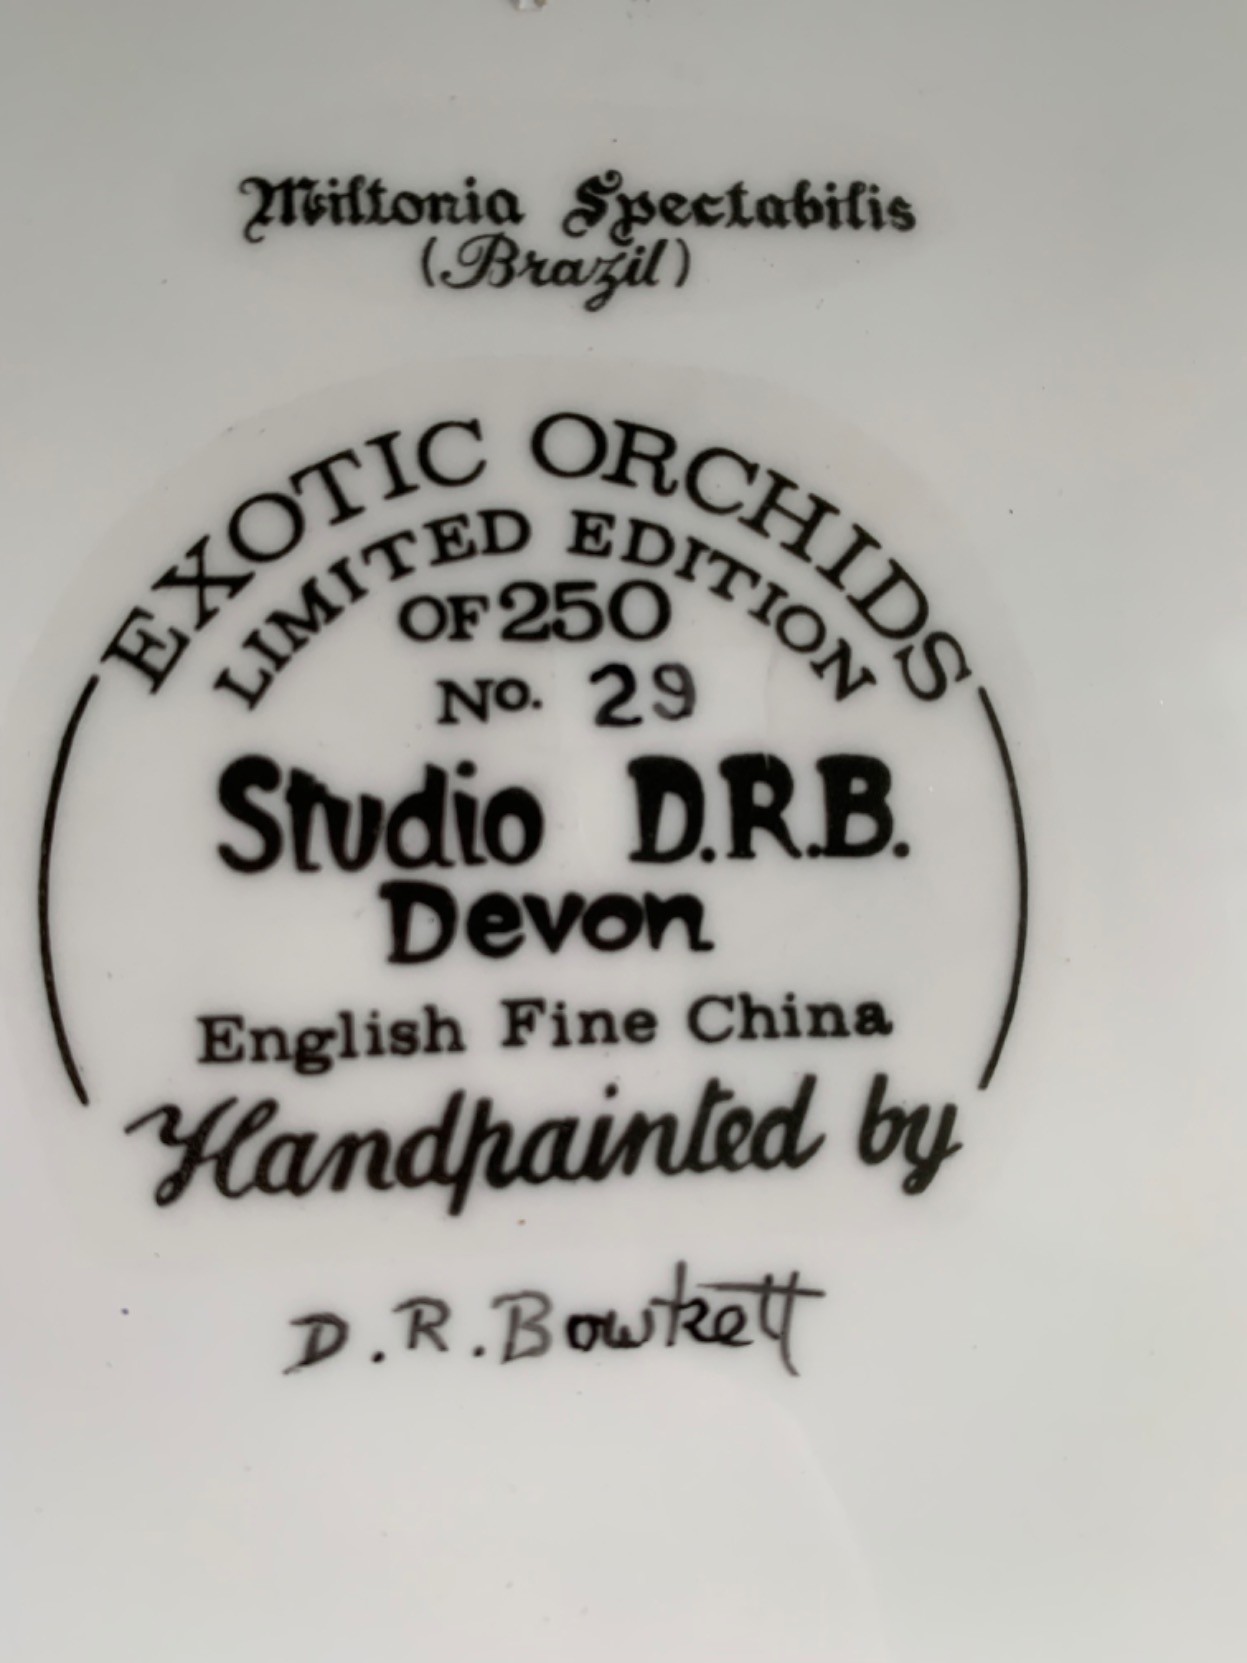 Miltonia Spectabilis
(Brazil)
EXOTIC ORCHIDS
LIMITED EDITION
OF 250
No. 29
Studio D.R.B.
Devon
English Fine China
Handpainted by
D.R.Bowkett